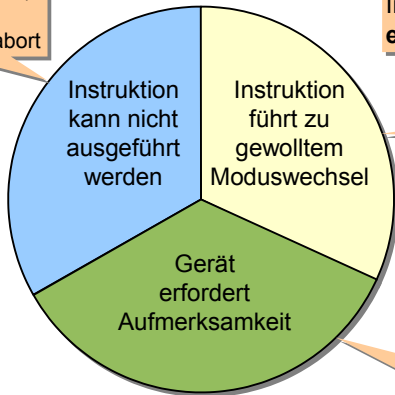 abort
Instruktion
kann nicht
ausgeführt
werden
Instruktion
führt zu
gewolltem
Moduswechsel
Gerät
erfordert
Aufmerksamkeit